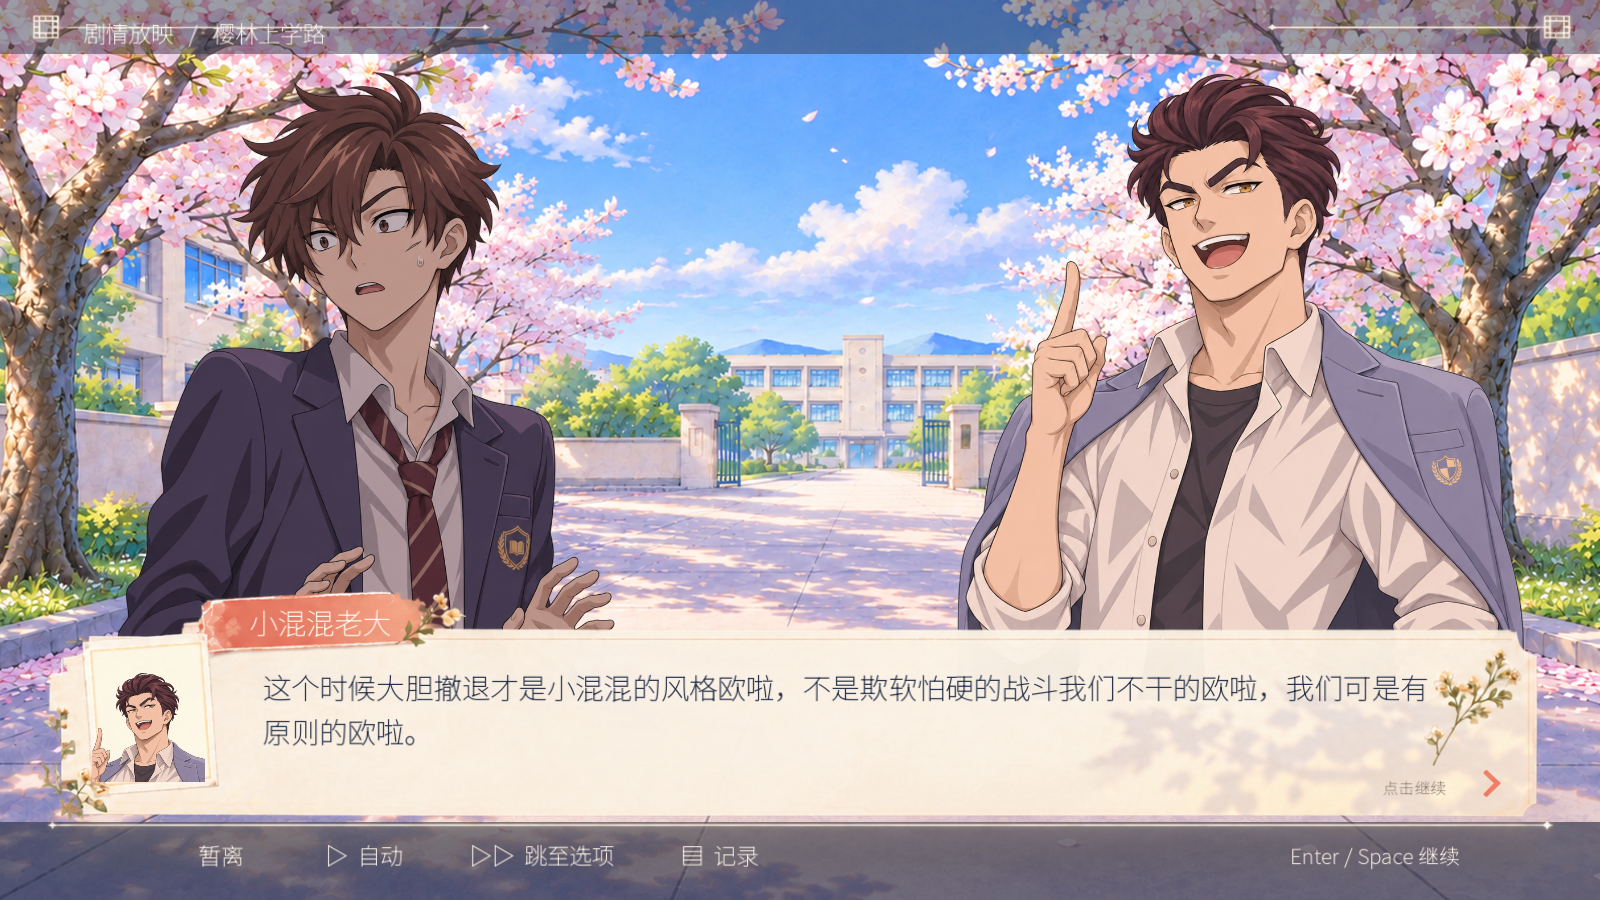 剧情放映 / 樱林上学路
小混混老大
这个时候大胆撤退才是小混混的风格欧啦，不是欺软怕硬的战斗我们不干的欧啦，我们可是有
原则的欧啦。
点击继续
暂离
自动
跳至选项
记录
Enter / Space 继续